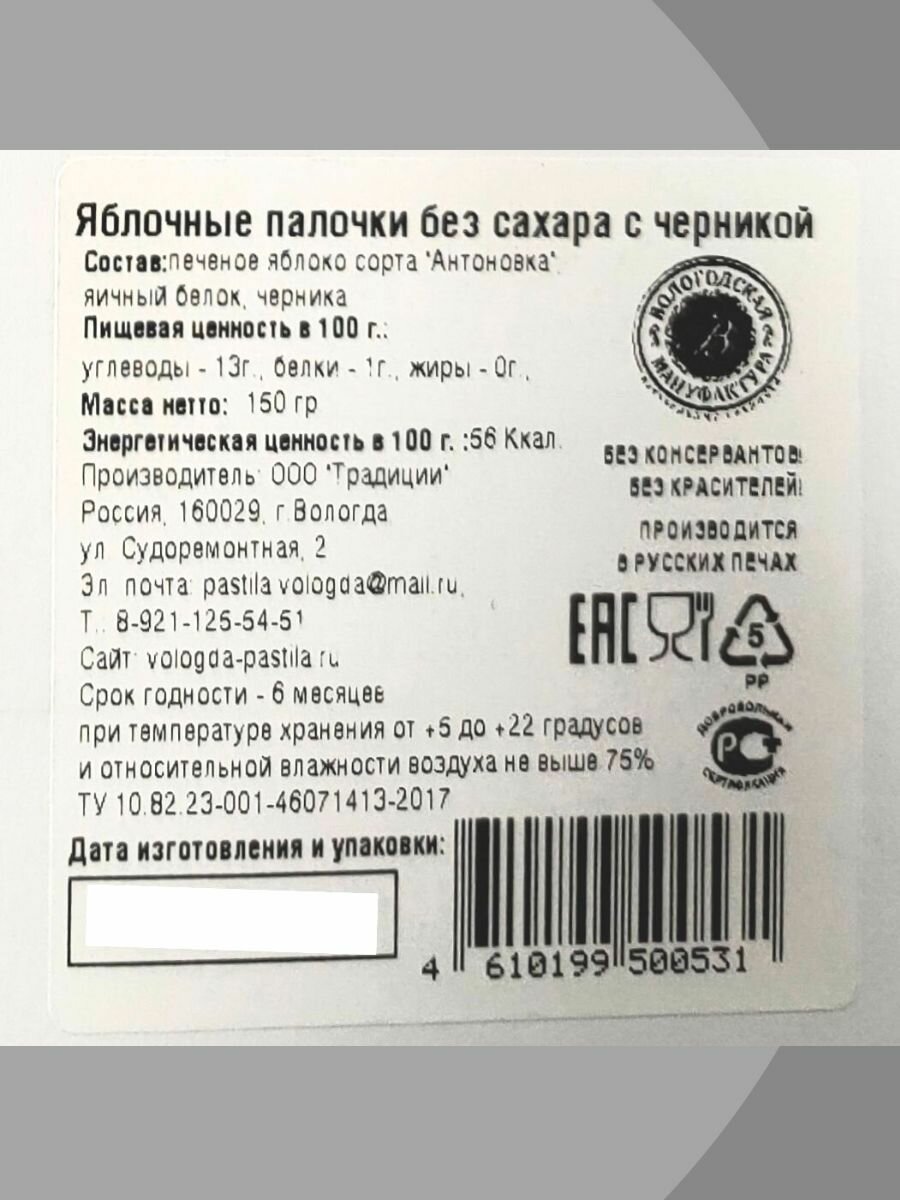 Яблочные палочки без сахара с черникой
Состав:печеное яблоко сорта "Антоновка",
яичный белок, черника
Пищевая ценность в 100 г.:
углеводы - 13г., белки - 1г., жиры - 0г.,
Масса нетто: 150 гр
Энергетическая ценность в 100 г. :56 Ккал.
Производитель: ООО "Традиции"
Россия, 160029, г.Вологда
ул. Судоремонтная, 2
Эл. почта: pastila.vologda@mail.ru,
Т.: 8-921-125-54-51
Сайт: vologda-pastila.ru
Срок годности - 6 месяцев
при температуре хранения от +5 до +22 градусов
и относительной влажности воздуха не выше 75%
ТУ 10.82.23-001-46071413-2017
Дата изготовления и упаковки:
ВОЛОГОДСКАЯ
В
МАНУФАКТУРА
БЕЗ КОНСЕРВАНТОВ!
БЕЗ КРАСИТЕЛЕЙ!
ПРОИЗВОДИТСЯ
В РУССКИХ ПЕЧАХ
ЕАС
5
PP
ДОБРОВОЛЬНАЯ
РС
СЕРТИФИКАЦИЯ
4 610199 500531